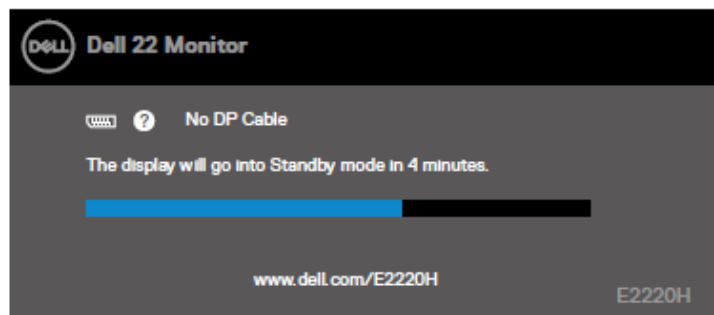 DELL Dell 22 Monitor
? No DP Cable
The display will go into Standby mode in 4 minutes.
www.dell.com/E2220H
E2220H